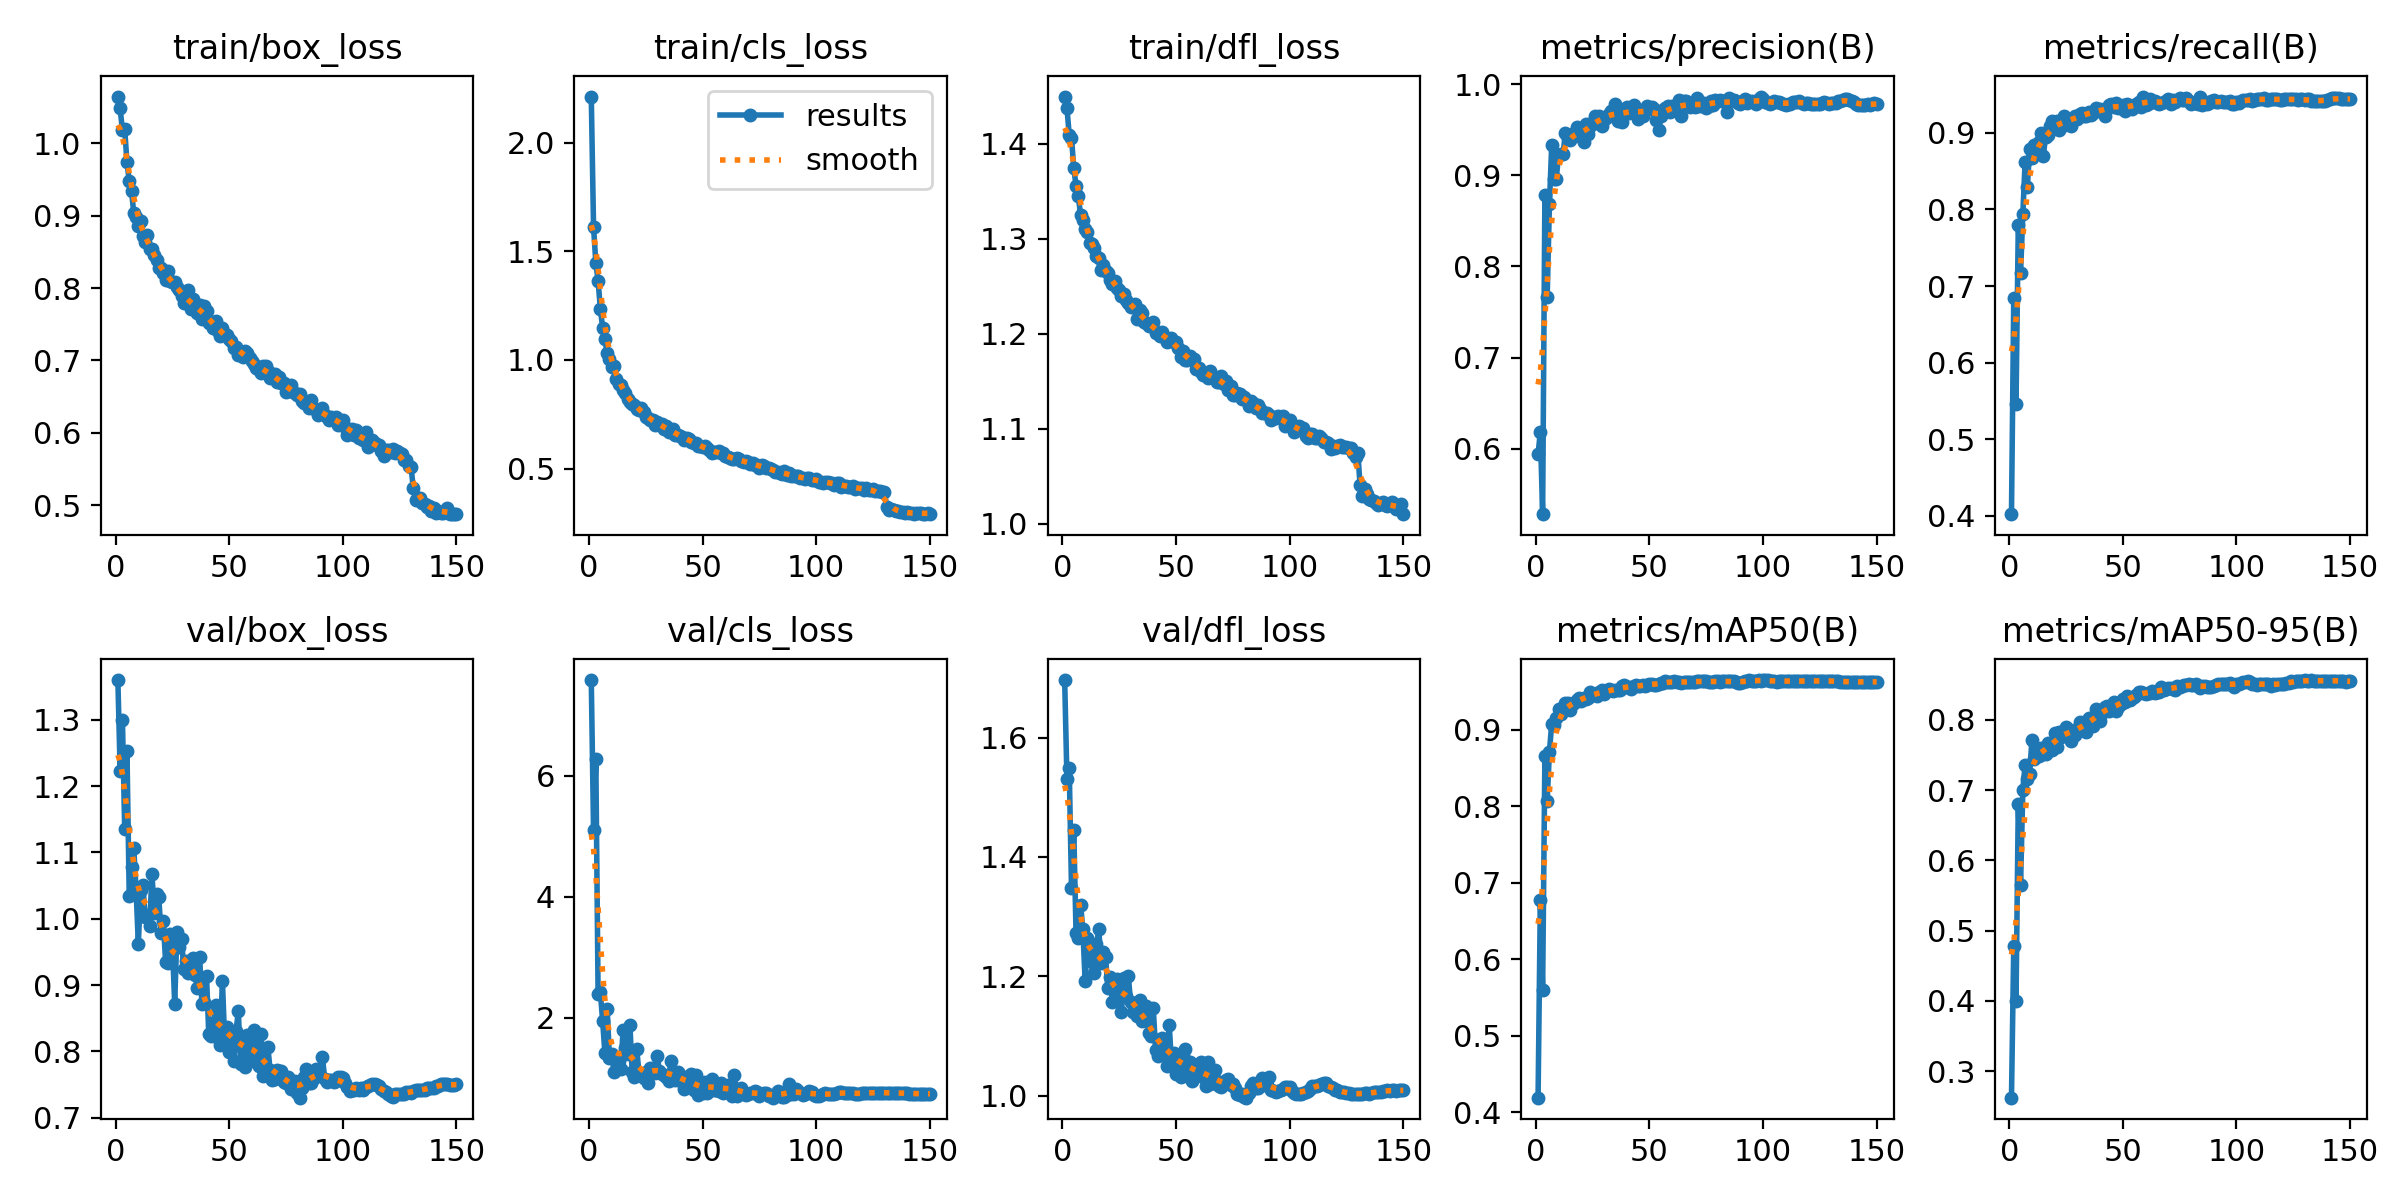 train/box_loss
1.0
0.9
0.8
0.7
0.6
0.5
0 50 100 150
train/cls_loss
results
smooth
2.0
1.5
1.0
0.5
0 50 100 150
train/dfl_loss
1.4
1.3
1.2
1.1
1.0
0 50 100 150
metrics/precision(B)
1.0
0.9
0.8
0.7
0.6
0 50 100 150
metrics/recall(B)
0.9
0.8
0.7
0.6
0.5
0.4
0 50 100 150
val/box_loss
1.3
1.2
1.1
1.0
0.9
0.8
0.7
0 50 100 150
val/cls_loss
6
4
2
0 50 100 150
val/dfl_loss
1.6
1.4
1.2
1.0
0 50 100 150
metrics/mAP50(B)
0.9
0.8
0.7
0.6
0.5
0.4
0 50 100 150
metrics/mAP50-95(B)
0.8
0.7
0.6
0.5
0.4
0.3
0 50 100 150